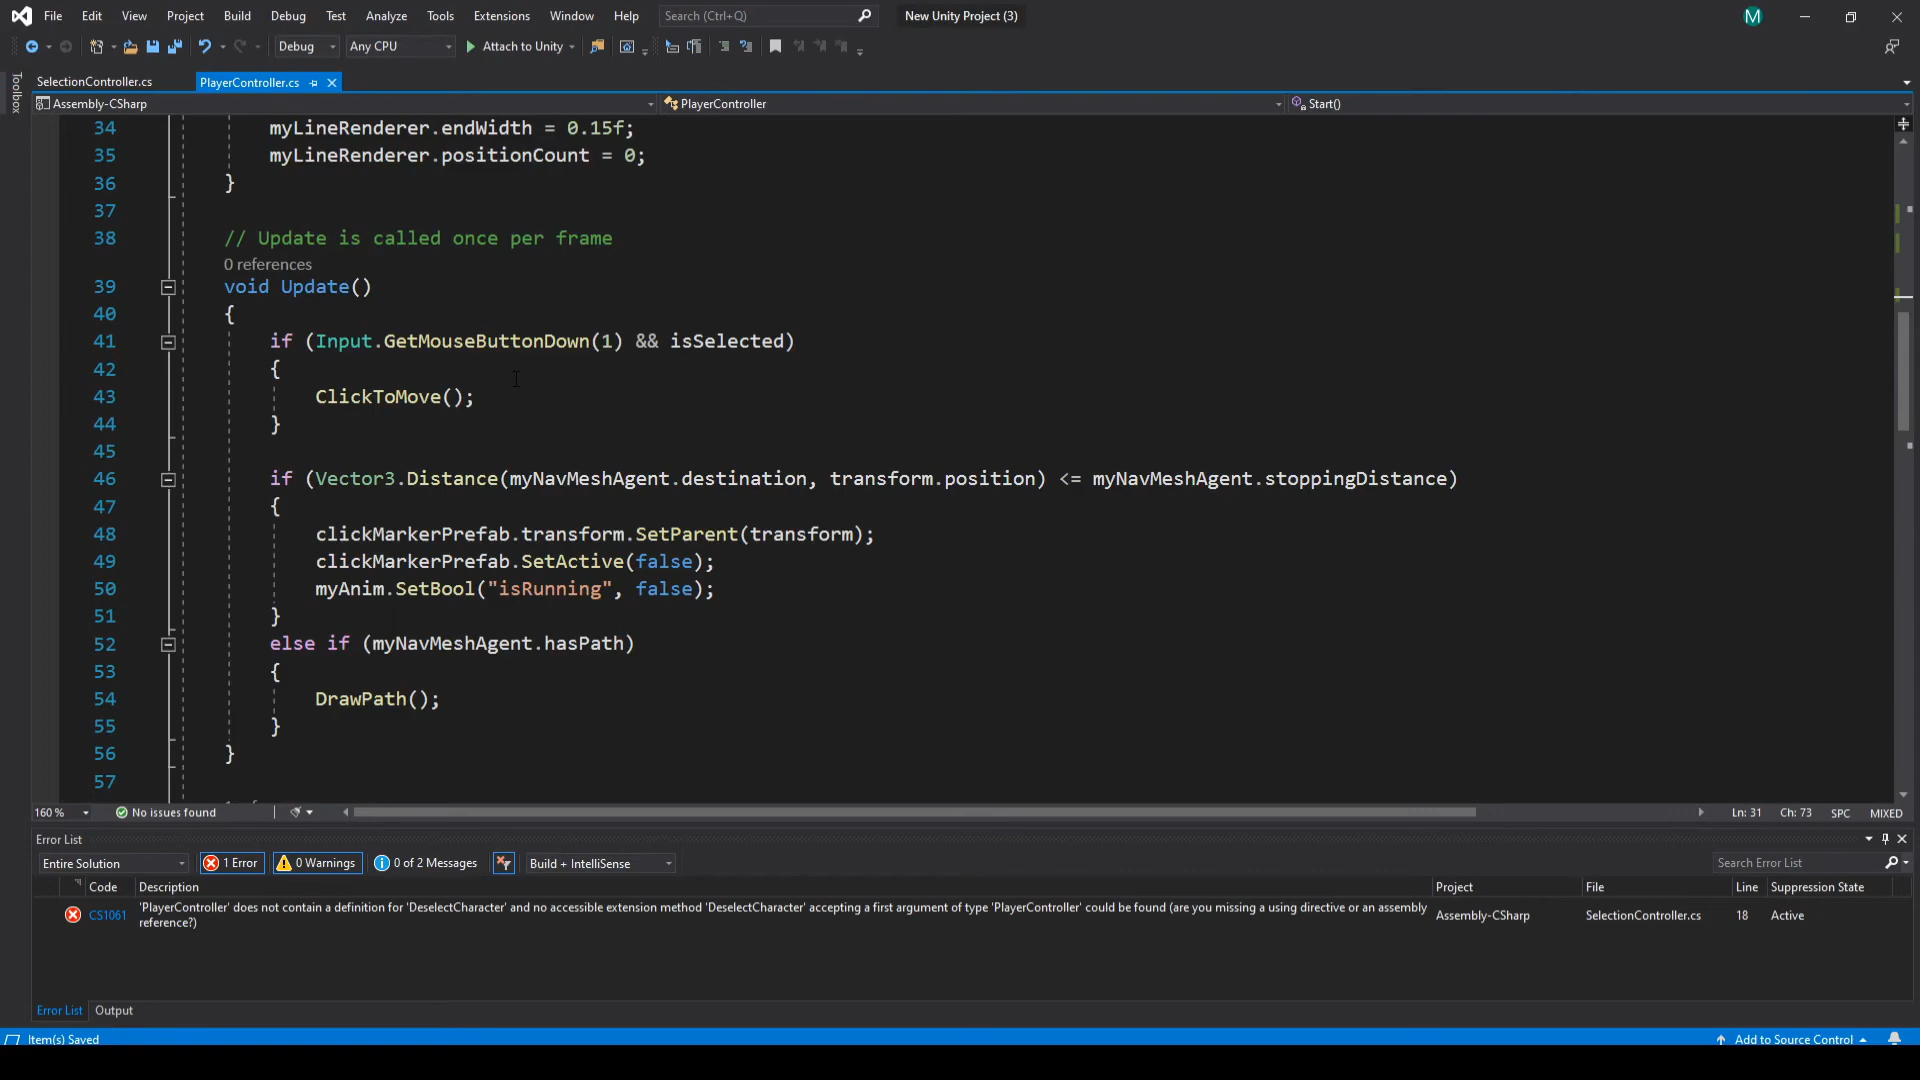 File Edit View Project Build Debug Test Analyze Tools Extensions Window Help Search (Ctrl+Q) New Unity Project (3) M
Debug Any CPU Attach to Unity
Toolbox
SelectionController.cs PlayerController.cs
Assembly-CSharp PlayerController Start()
34 myLineRenderer.endWidth = 0.15f;
35 myLineRenderer.positionCount = 0;
36 }
37
38 // Update is called once per frame
0 references
39 void Update()
40 {
41 if (Input.GetMouseButtonDown(1) && isSelected)
42 {
43 ClickToMove();
44 }
45
46 if (Vector3.Distance(myNavMeshAgent.destination, transform.position) <= myNavMeshAgent.stoppingDistance)
47 {
48 clickMarkerPrefab.transform.SetParent(transform);
49 clickMarkerPrefab.SetActive(false);
50 myAnim.SetBool("isRunning", false);
51 }
52 else if (myNavMeshAgent.hasPath)
53 {
54 DrawPath();
55 }
56 }
57
160 % No issues found Ln: 31 Ch: 73 SPC MIXED
Error List
Entire Solution 1 Error 0 Warnings 0 of 2 Messages Build + IntelliSense Search Error List
Code Description Project File Line Suppression State
CS1061 'PlayerController' does not contain a definition for 'DeselectCharacter' and no accessible extension method 'DeselectCharacter' accepting a first argument of type 'PlayerController' could be found (are you missing a using directive or an assembly reference?) Assembly-CSharp SelectionController.cs 18 Active
Error List Output
Item(s) Saved Add to Source Control